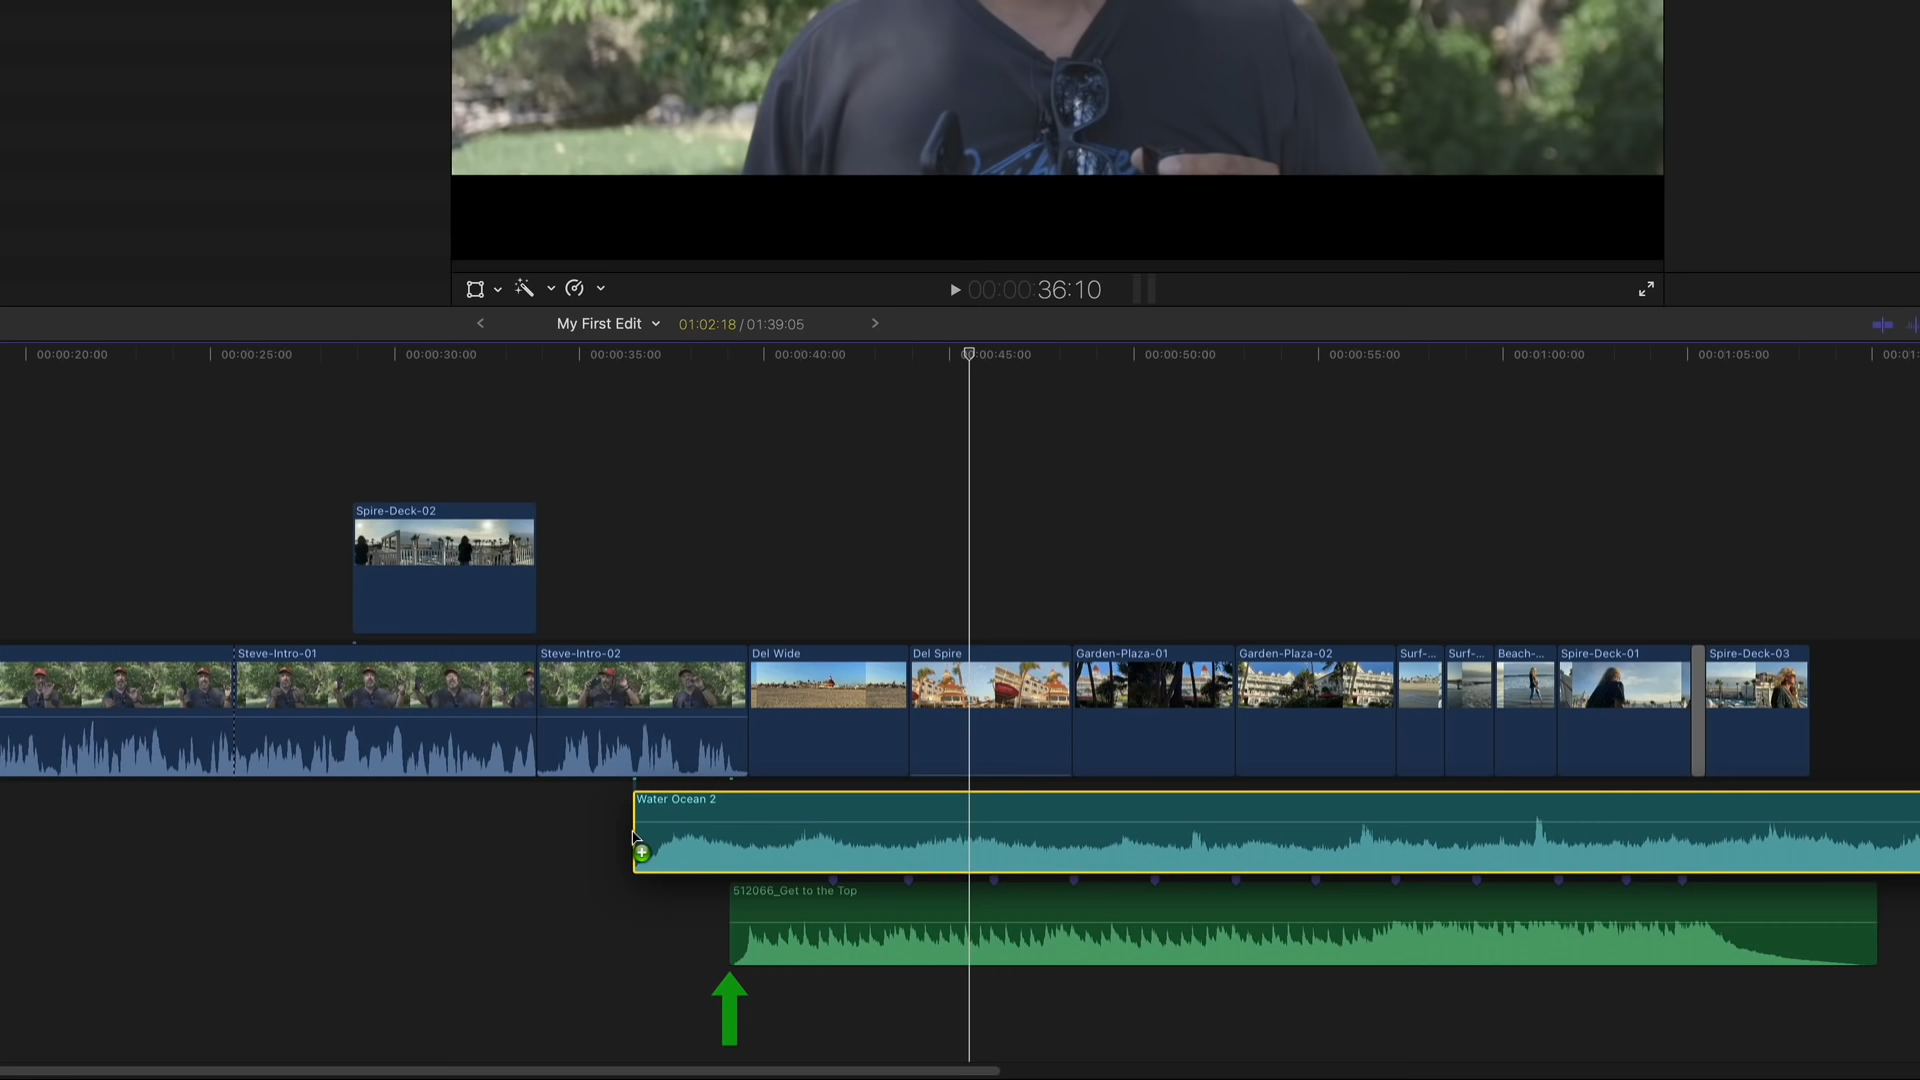 00:00:36:10
My First Edit
01:02:18 / 01:39:05
00:00:20:00
00:00:25:00
00:00:30:00
00:00:35:00
00:00:40:00
00:00:45:00
00:00:50:00
00:00:55:00
00:01:00:00
00:01:05:00
00:01:
Spire-Deck-02
Steve-Intro-01
Steve-Intro-02
Del Wide
Del Spire
Garden-Plaza-01
Garden-Plaza-02
Surf-...
Surf-...
Beach-...
Spire-Deck-01
Spire-Deck-03
Water Ocean 2
512066_Get to the Top